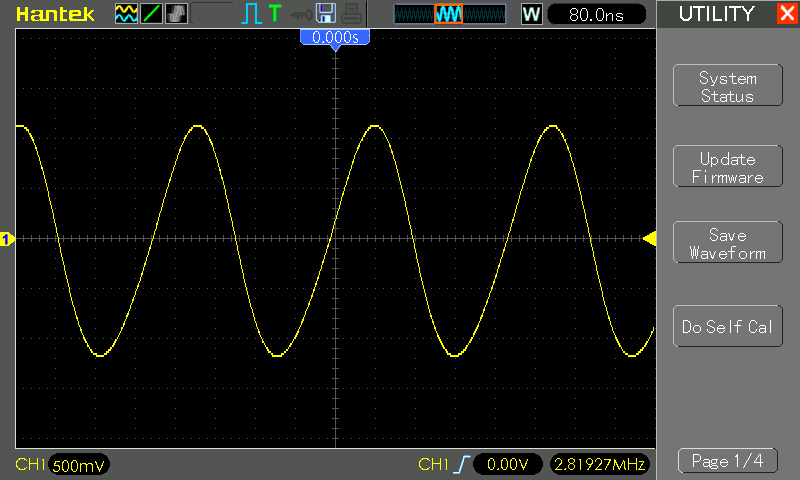 Hantek
T
W
80.0ns
UTILITY
0.000s
System
Status
Update
Firmware
Save
Waveform
1
Do Self Cal
CH1
500mV
CH1
0.00V
2.81927MHz
Page 1/4